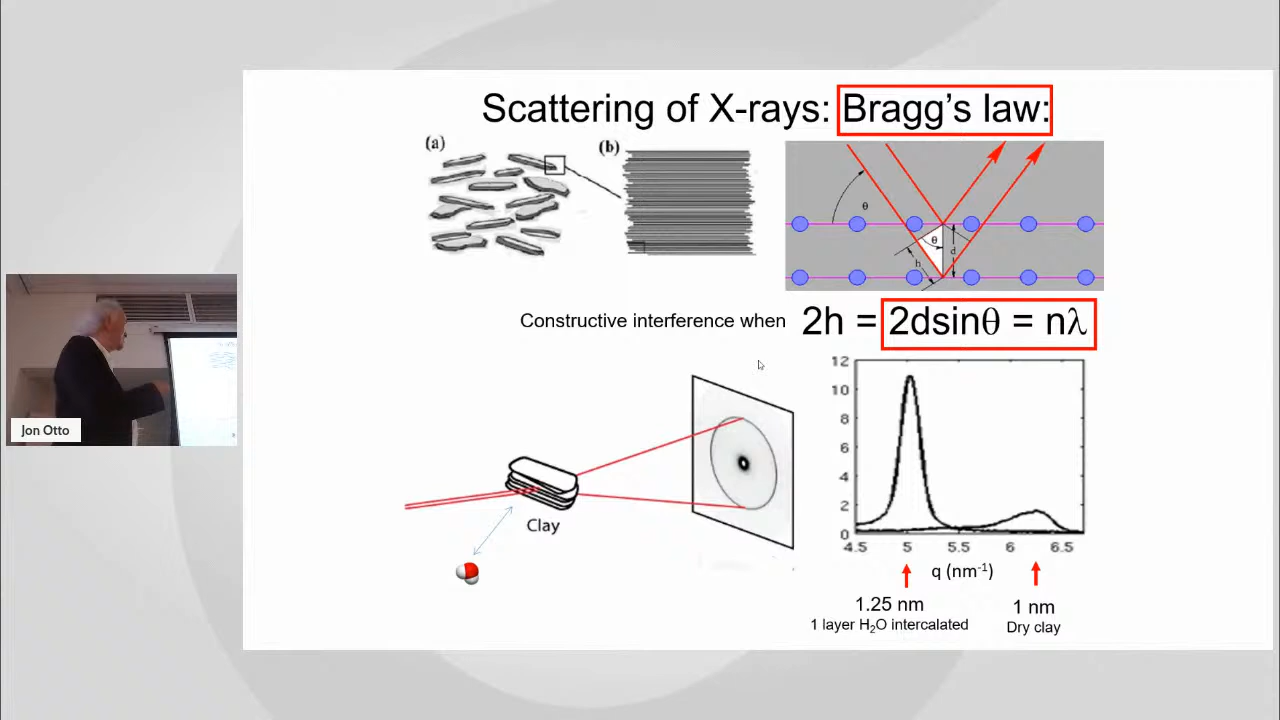 Scattering of X-rays: Bragg's law:
(a)
(b)
θ
θ
d
h
Constructive interference when 2h = 2dsinθ = nλ
Jon Otto
Clay
12
10
8
6
4
2
0
4.5 5 5.5 6 6.5
q (nm⁻¹)
1.25 nm
1 layer H₂O intercalated
1 nm
Dry clay